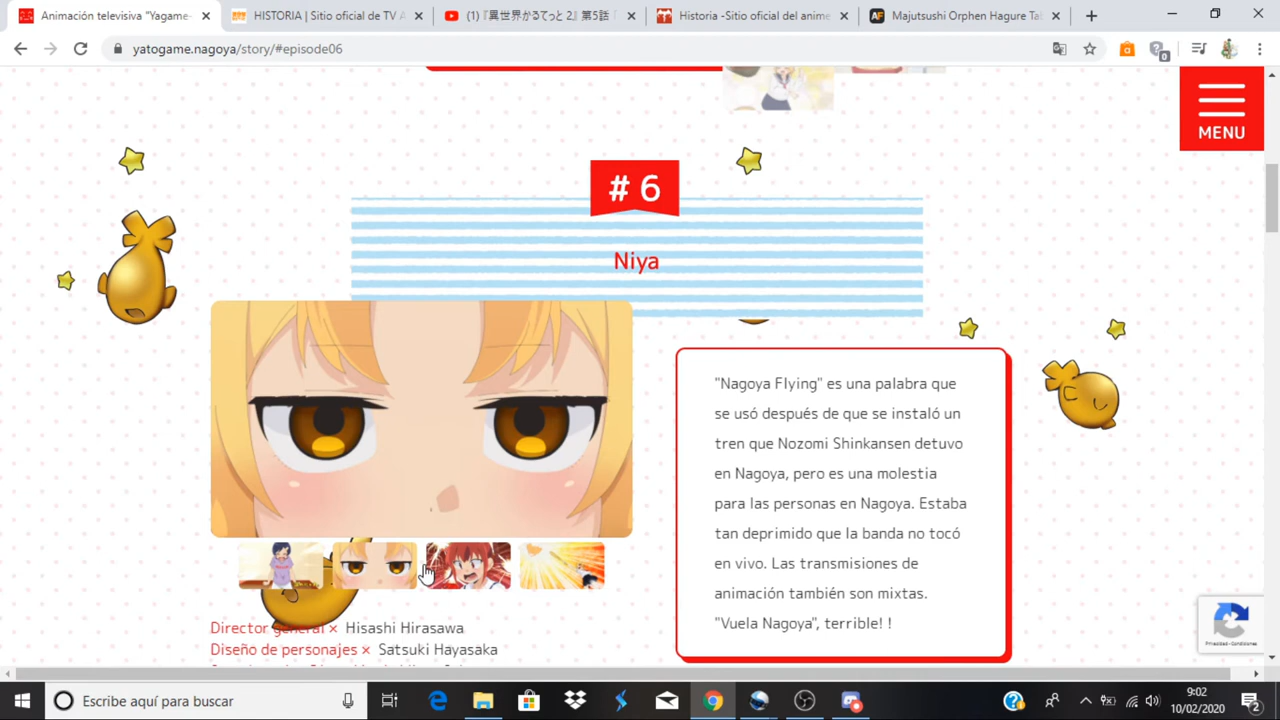 Animación televisiva "Yagame-
HISTORIA | Sitio oficial de TV A
(1) 『異世界かるてっと 2』第5話「
Historia -Sitio oficial del anime
Majutsushi Orphen Hagure Tab
yatogame.nagoya/story/#episode06
0
MENU
# 6
Niya
"Nagoya Flying" es una palabra que
se usó después de que se instaló un
tren que Nozomi Shinkansen detuvo
en Nagoya, pero es una molestia
para las personas en Nagoya. Estaba
tan deprimido que la banda no tocó
en vivo. Las transmisiones de
animación también son mixtas.
"Vuela Nagoya", terrible! !
Director general × Hisashi Hirasawa
Diseño de personajes × Satsuki Hayasaka
Privacidad - Condiciones
Escribe aquí para buscar
9:02
10/02/2020
2